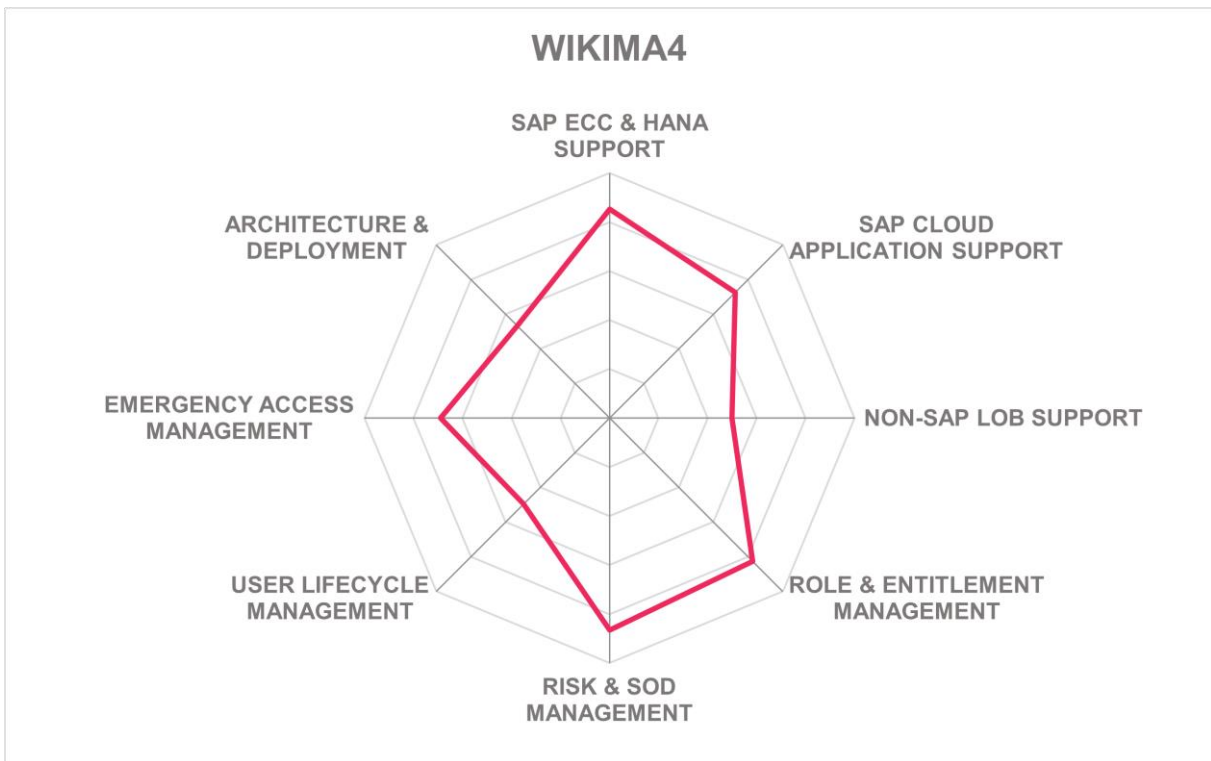 WIKIMA4
SAP ECC & HANA
SUPPORT
ARCHITECTURE &
DEPLOYMENT
SAP CLOUD
APPLICATION SUPPORT
EMERGENCY ACCESS
MANAGEMENT
NON-SAP LOB SUPPORT
USER LIFECYCLE
MANAGEMENT
ROLE & ENTITLEMENT
MANAGEMENT
RISK & SOD
MANAGEMENT